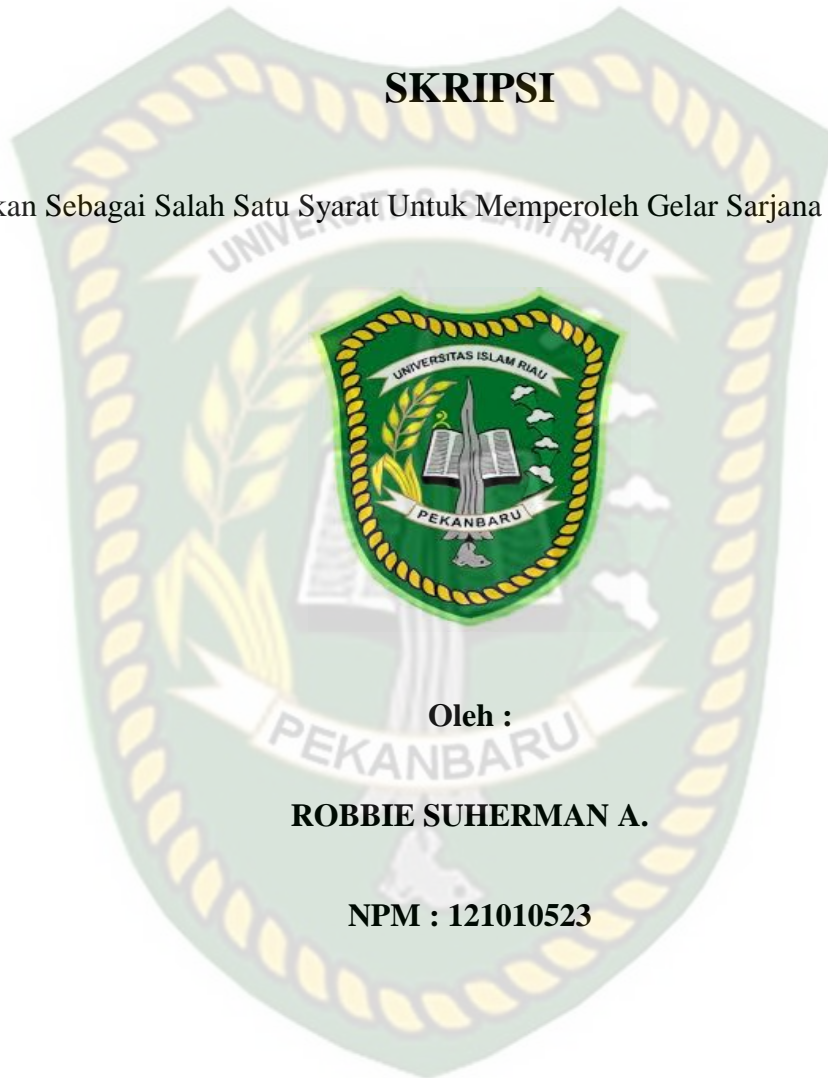 SKRIPSI
kan Sebagai Salah Satu Syarat Untuk Memperoleh Gelar Sarjana
UNIVERSITAS ISLAM RIAU
UNIVERSITAS ISLAM RIAU
PEKANBARU
Oleh :
PEKANBARU
ROBBIE SUHERMAN A.
NPM : 121010523